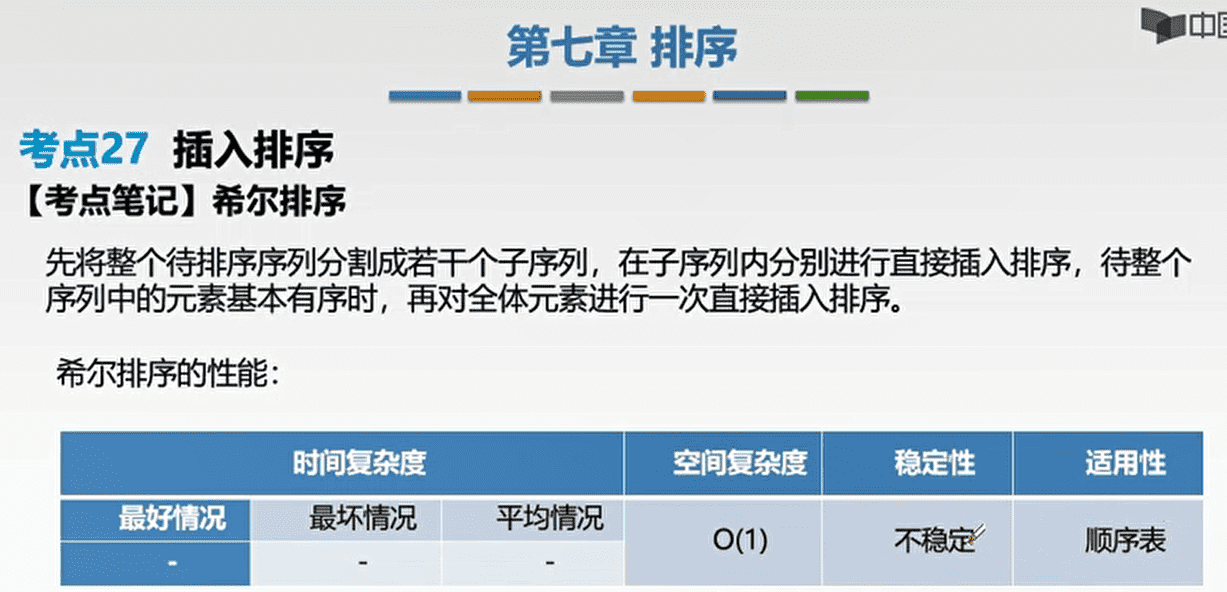 中国
第七章 排序
考点27 插入排序
【考点笔记】希尔排序
先将整个待排序序列分割成若干个子序列，在子序列内分别进行直接插入排序，待整个
序列中的元素基本有序时，再对全体元素进行一次直接插入排序。
希尔排序的性能：
时间复杂度 空间复杂度 稳定性 适用性
最好情况 最坏情况 平均情况 O(1) 不稳定 顺序表
- - -